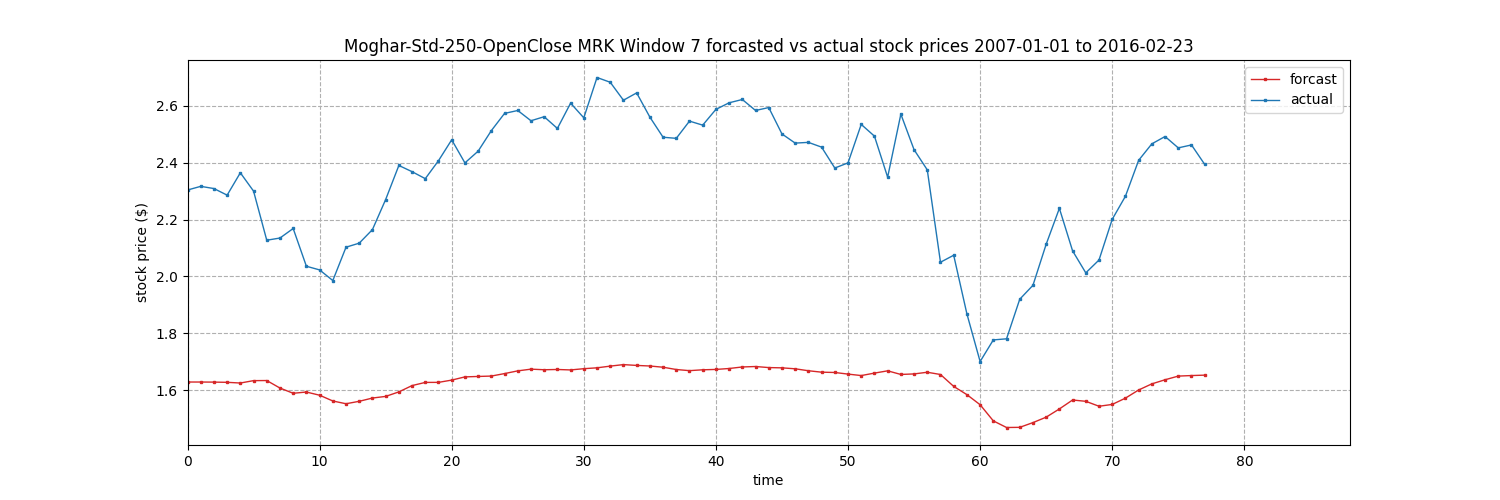 Moghar-Std-250-OpenClose MRK Window 7 forcasted vs actual stock prices 2007-01-01 to 2016-02-23
forcast
actual
stock price ($)
2.6
2.4
2.2
2.0
1.8
1.6
0 10 20 30 40 50 60 70 80
time